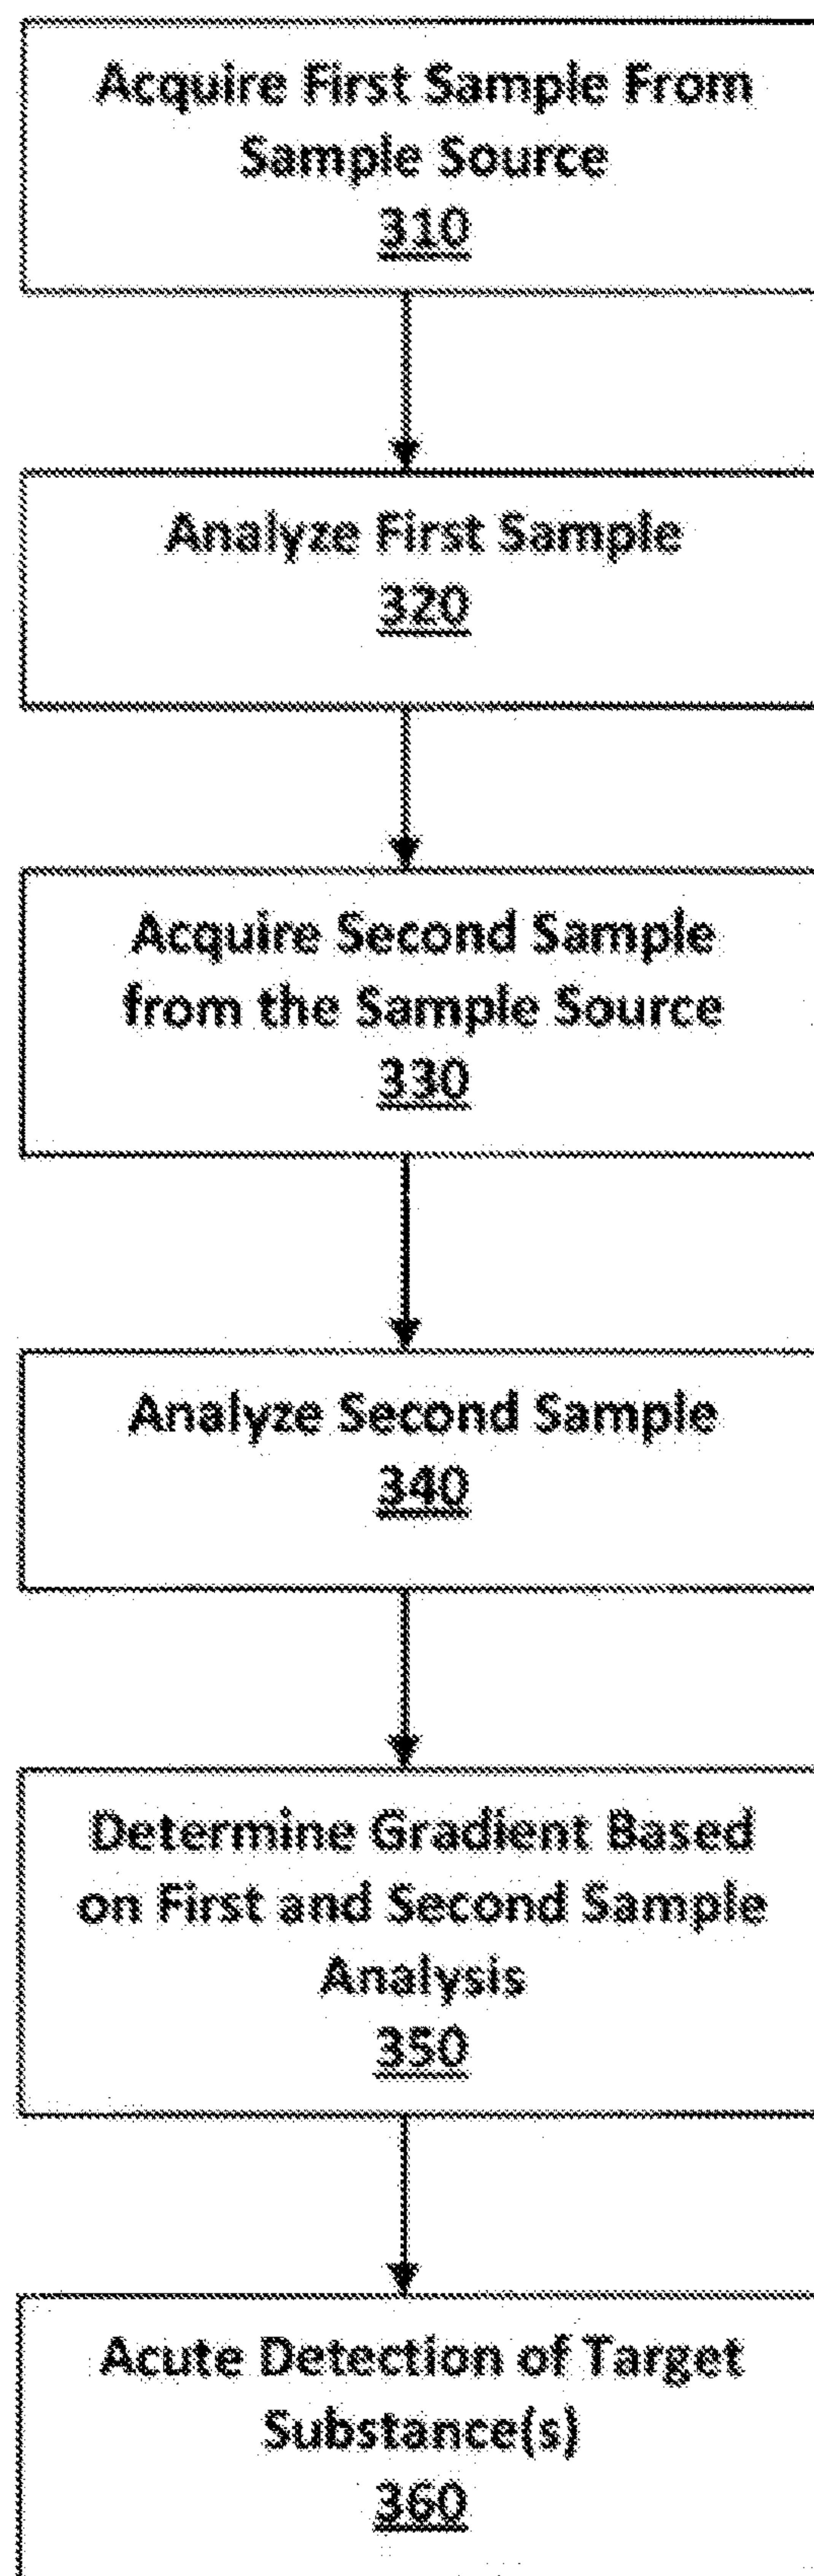 Acquire First Sample From
Sample Source
310
Analyze First Sample
320
Acquire Second Sample
from the Sample Source
330
Analyze Second Sample
340
Determine Gradient Based
on First and Second Sample
Analysis
350
Acute Detection of Target
Substance(s)
360